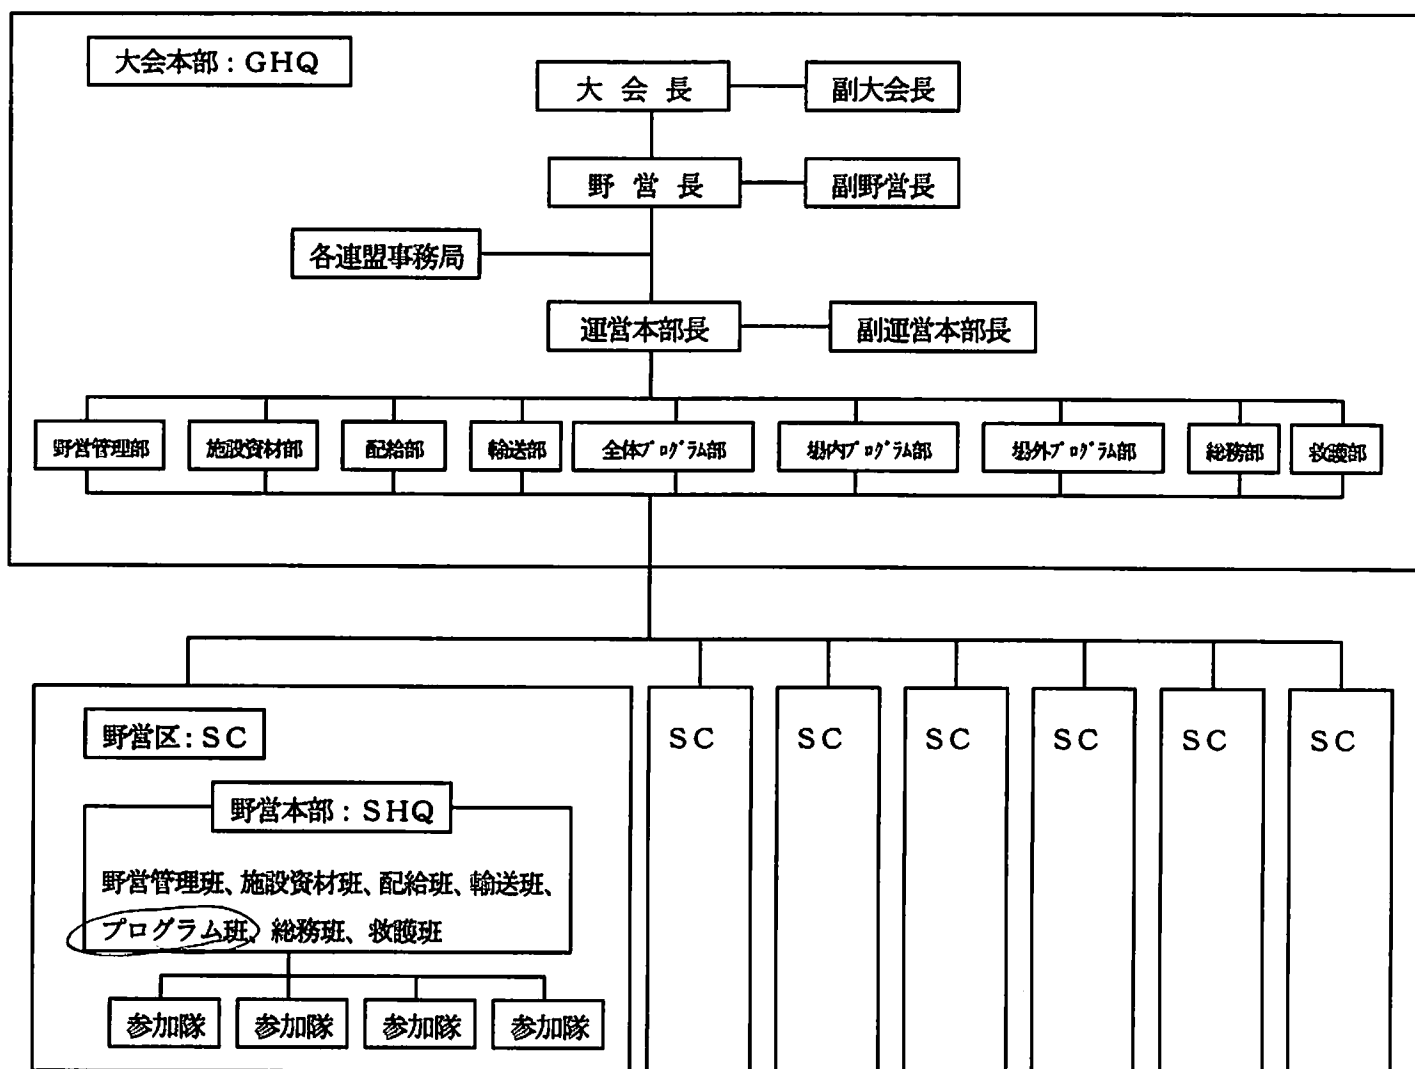 大会本部：GHQ
大 会 長
副大会長
野 営 長
副野営長
各連盟事務局
運営本部長
副運営本部長
野営管理部
施設資材部
配給部
輸送部
全体プログラム部
場内プログラム部
場外プログラム部
総務部
救護部
野営区：SC
野営本部：SHQ
野営管理班、施設資材班、配給班、輸送班、
プログラム班、総務班、救護班
参加隊
参加隊
参加隊
参加隊
SC
SC
SC
SC
SC
SC